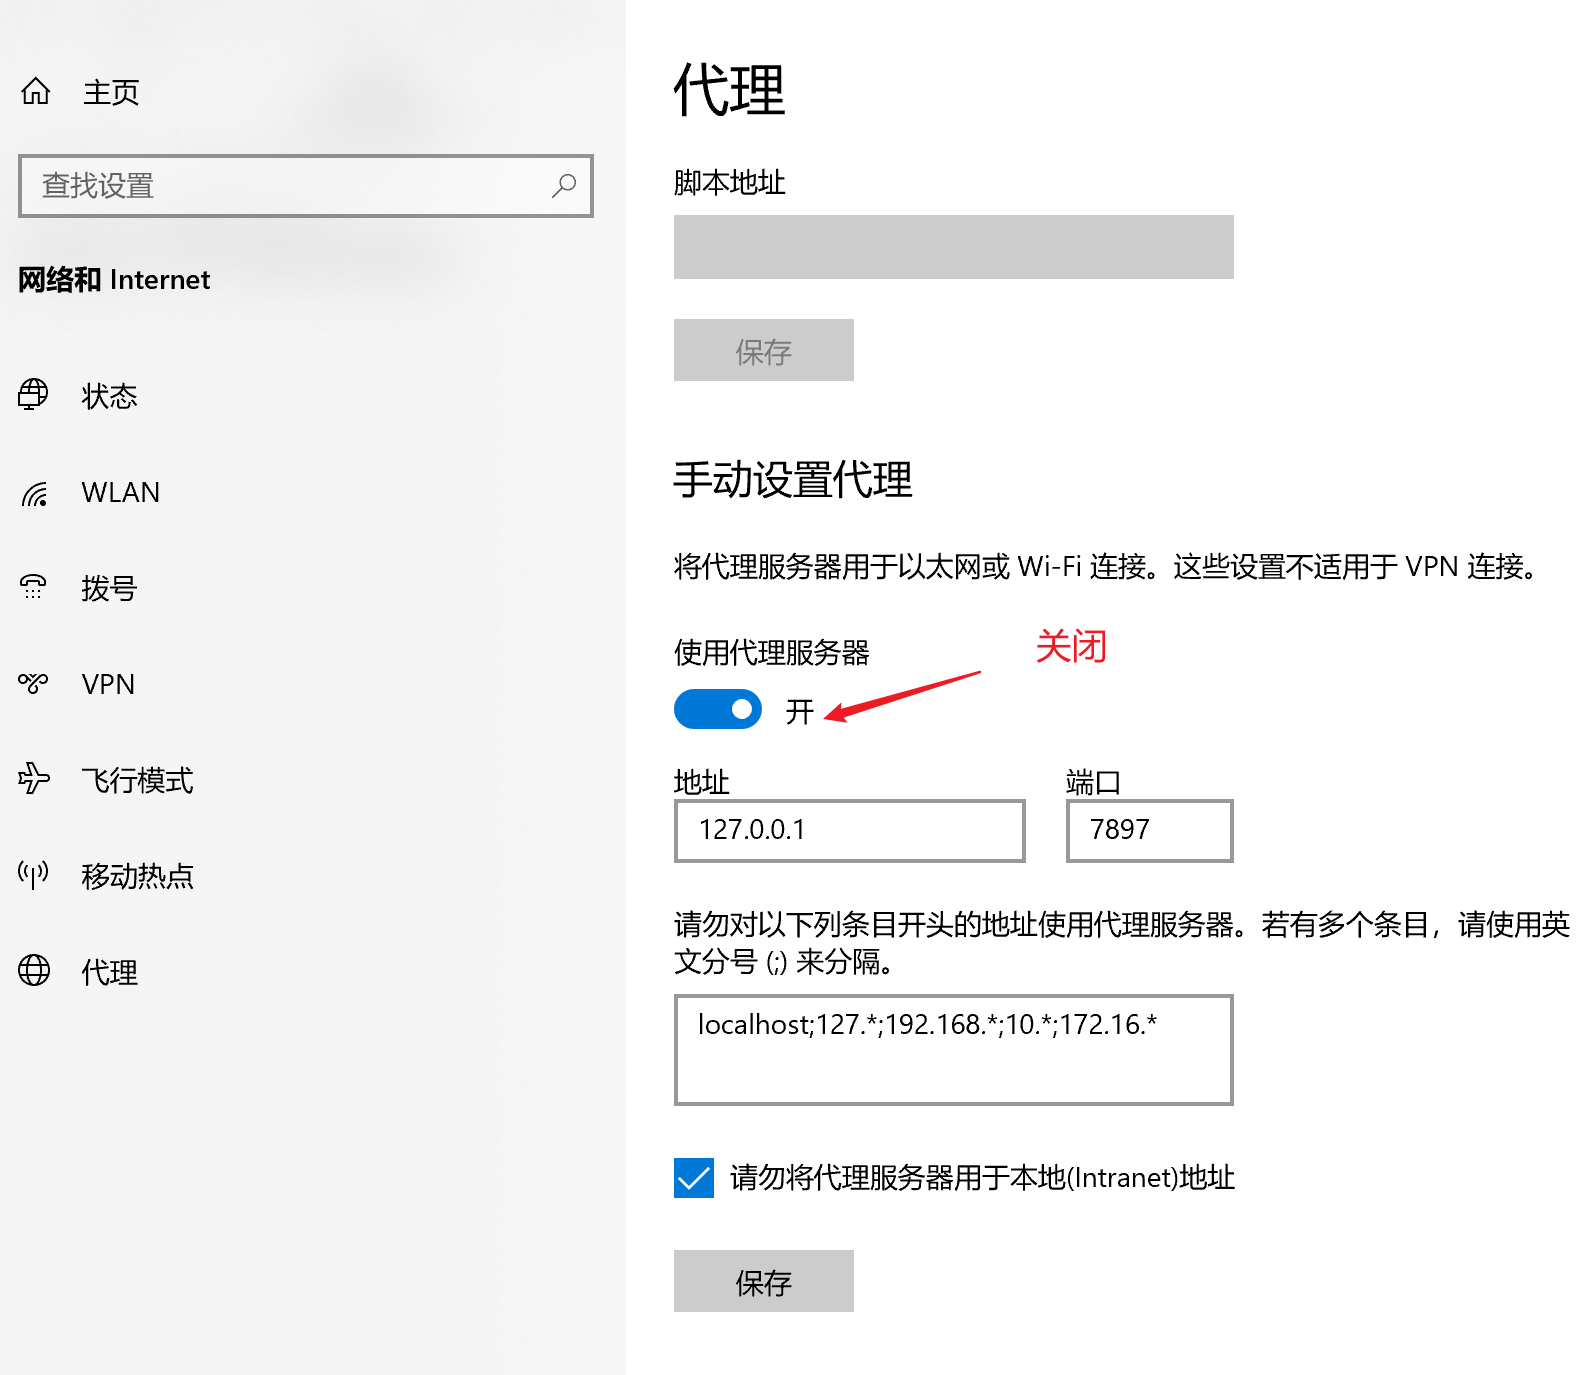 主页
查找设置
网络和 Internet
状态
WLAN
拨号
VPN
飞行模式
移动热点
代理
代理
脚本地址
保存
手动设置代理
将代理服务器用于以太网或 Wi-Fi 连接。这些设置不适用于 VPN 连接。
使用代理服务器
关闭
开
地址
端口
127.0.0.1
7897
请勿对以下列条目开头的地址使用代理服务器。若有多个条目，请使用英
文分号 (;) 来分隔。
localhost;127.*;192.168.*;10.*;172.16.*
请勿将代理服务器用于本地(Intranet)地址
保存